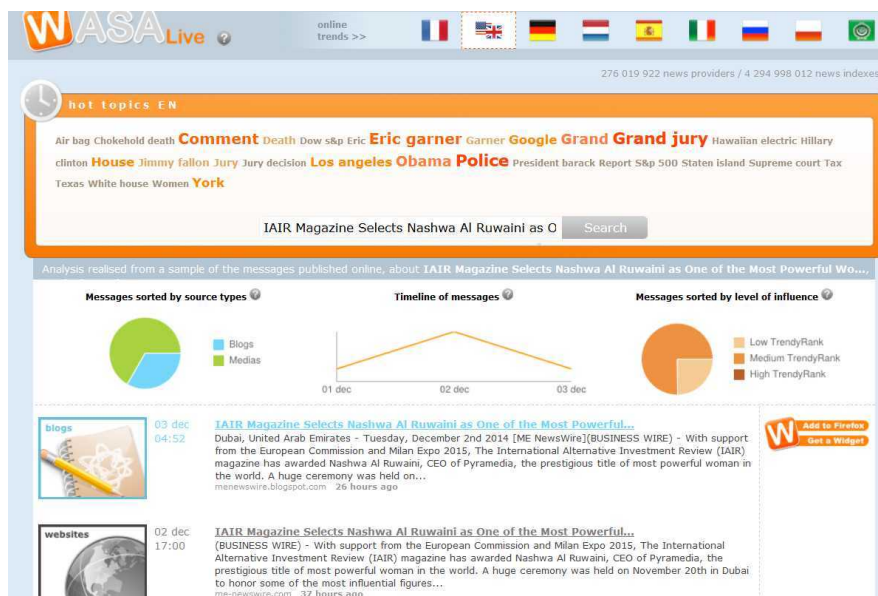 WASA Live ?
online
trends >>
276 019 922 news providers / 4 294 998 012 news indexes
hot topics EN
Air bag Chokehold death Comment Death Dow s&p Eric Eric garner Garner Google Grand Grand jury Hawaiian electric Hillary
clinton House Jimmy fallon Jury Jury decision Los angeles Obama Police President barack Report S&p 500 Staten island Supreme court Tax
Texas White house Women York
IAIR Magazine Selects Nashwa Al Ruwaini as O Search
Analysis realised from a sample of the messages published online, about IAIR Magazine Selects Nashwa Al Ruwaini as One of the Most Powerful Wo...,
Messages sorted by source types ?
Timeline of messages ?
Messages sorted by level of influence ?
Blogs
Medias
01 dec 02 dec 03 dec
Low TrendyRank
Medium TrendyRank
High TrendyRank
blogs
03 dec
04:52
IAIR Magazine Selects Nashwa Al Ruwaini as One of the Most Powerful...
Dubai, United Arab Emirates - Tuesday, December 2nd 2014 [ME NewsWire](BUSINESS WIRE) - With support
from the European Commission and Milan Expo 2015, The International Alternative Investment Review (IAIR)
magazine has awarded Nashwa Al Ruwaini, CEO of Pyramedia, the prestigious title of most powerful woman in
the world. A huge ceremony was held on...
menewswire.blogspot.com 26 hours ago
W Add to Firefox
Get a Widget
websites
02 dec
17:00
IAIR Magazine Selects Nashwa Al Ruwaini as One of the Most Powerful...
(BUSINESS WIRE) - With support from the European Commission and Milan Expo 2015, The International
Alternative Investment Review (IAIR) magazine has awarded Nashwa Al Ruwaini, CEO of Pyramedia, the
prestigious title of most powerful woman in the world. A huge ceremony was held on November 20th in Dubai
to honor some of the most influential figures...
me-newswire.com 37 hours ago